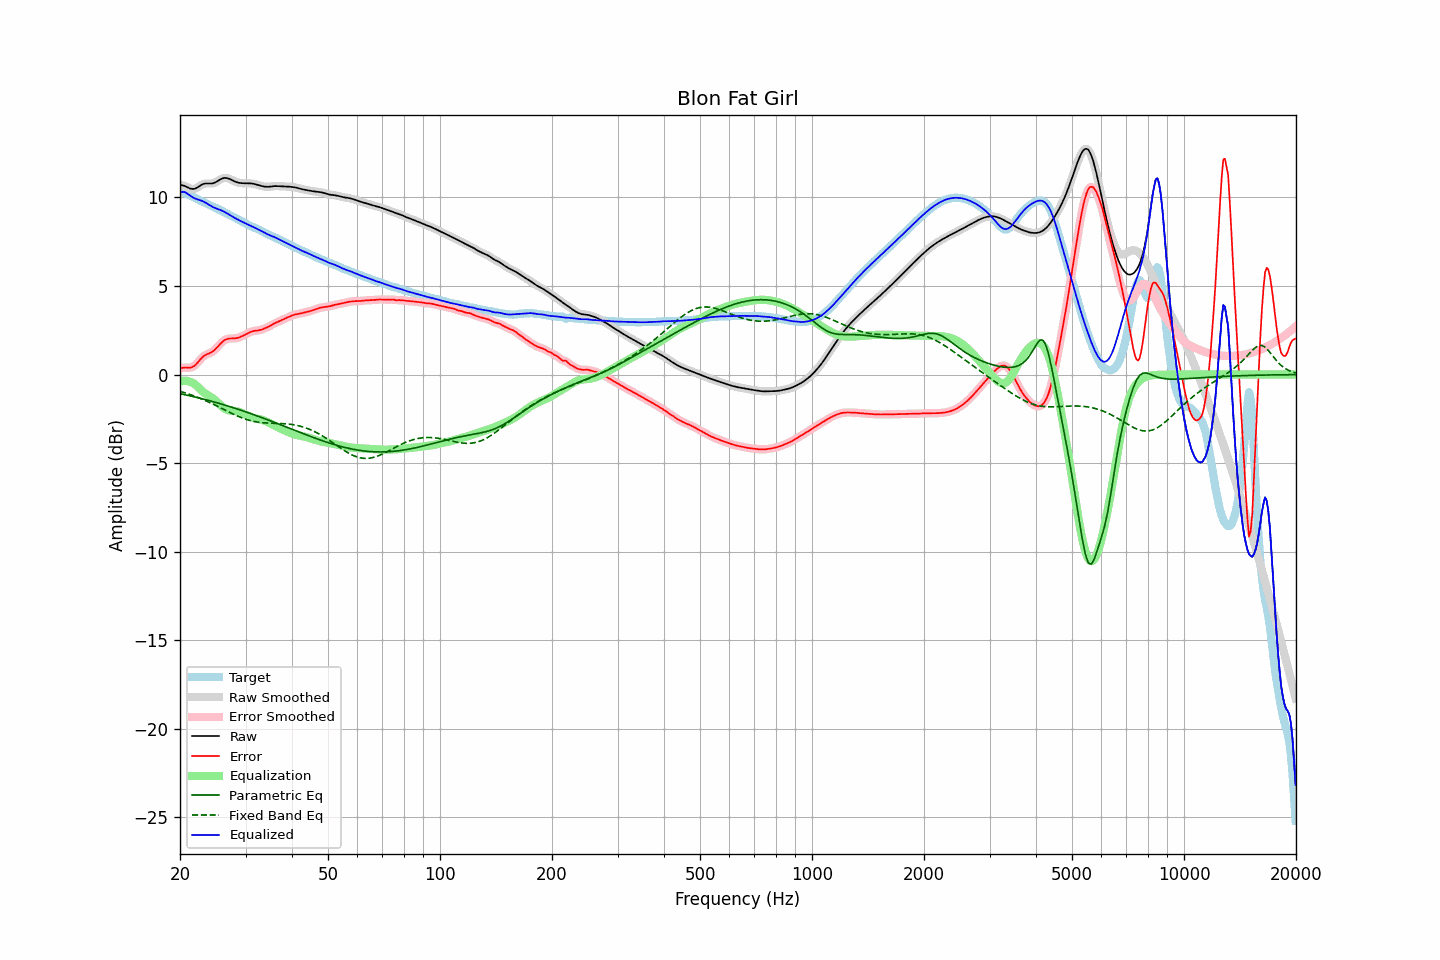 Blon Fat Girl
Amplitude (dBr)
10
5
0
−5
−10
−15
−20
−25
Target
Raw Smoothed
Error Smoothed
Raw
Error
Equalization
Parametric Eq
Fixed Band Eq
Equalized
20 50 100 200 500 1000 2000 5000 10000 20000
Frequency (Hz)